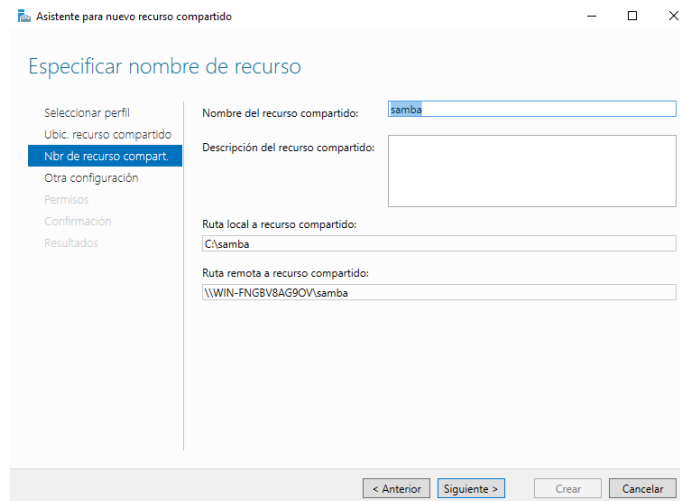 Asistente para nuevo recurso compartido
Especificar nombre de recurso
Seleccionar perfil
Ubic. recurso compartido
Nbr de recurso compart.
Otra configuración
Permisos
Confirmación
Resultados
Nombre del recurso compartido:
samba
Descripción del recurso compartido:
Ruta local a recurso compartido:
C:\samba
Ruta remota a recurso compartido:
\\WIN-FNGBV8AG9OV\samba
< Anterior
Siguiente >
Crear
Cancelar